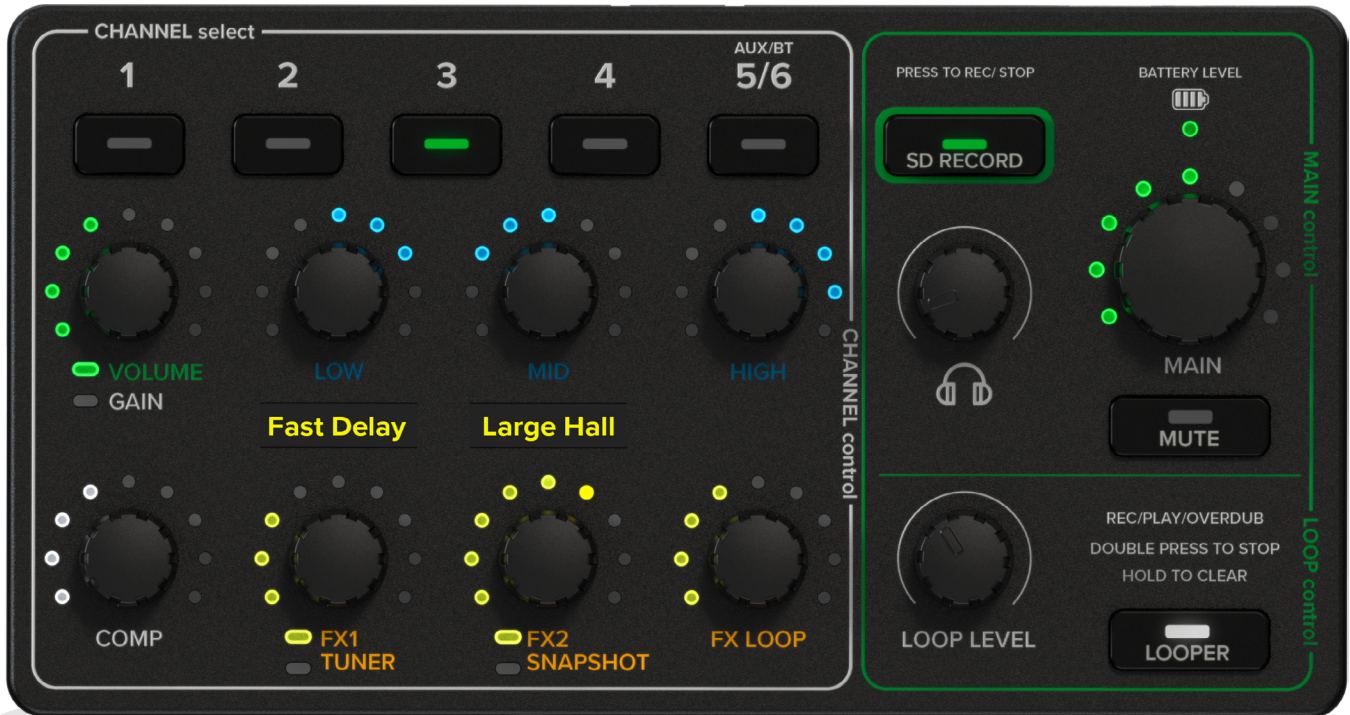 CHANNEL select
1
2
3
4
AUX/BT
5/6
VOLUME
GAIN
LOW
MID
HIGH
Fast Delay
Large Hall
COMP
FX1
TUNER
FX2
SNAPSHOT
FX LOOP
CHANNEL control
PRESS TO REC/ STOP
SD RECORD
BATTERY LEVEL
MAIN
MUTE
MAIN control
LOOP LEVEL
REC/PLAY/OVERDUB
DOUBLE PRESS TO STOP
HOLD TO CLEAR
LOOPER
LOOP control